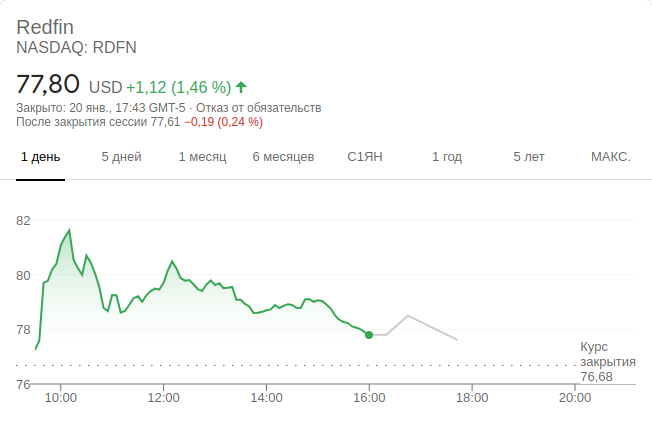 Redfin
NASDAQ: RDFN
77,80 USD +1,12 (1,46 %)
Закрыто: 20 янв., 17:43 GMT-5 · Отказ от обязательств
После закрытия сессии 77,61 −0,19 (0,24 %)
1 день 5 дней 1 месяц 6 месяцев С1ЯН 1 год 5 лет МАКС.
82
80
78
Курс
закрытия
76,68
76
10:00 12:00 14:00 16:00 18:00 20:00